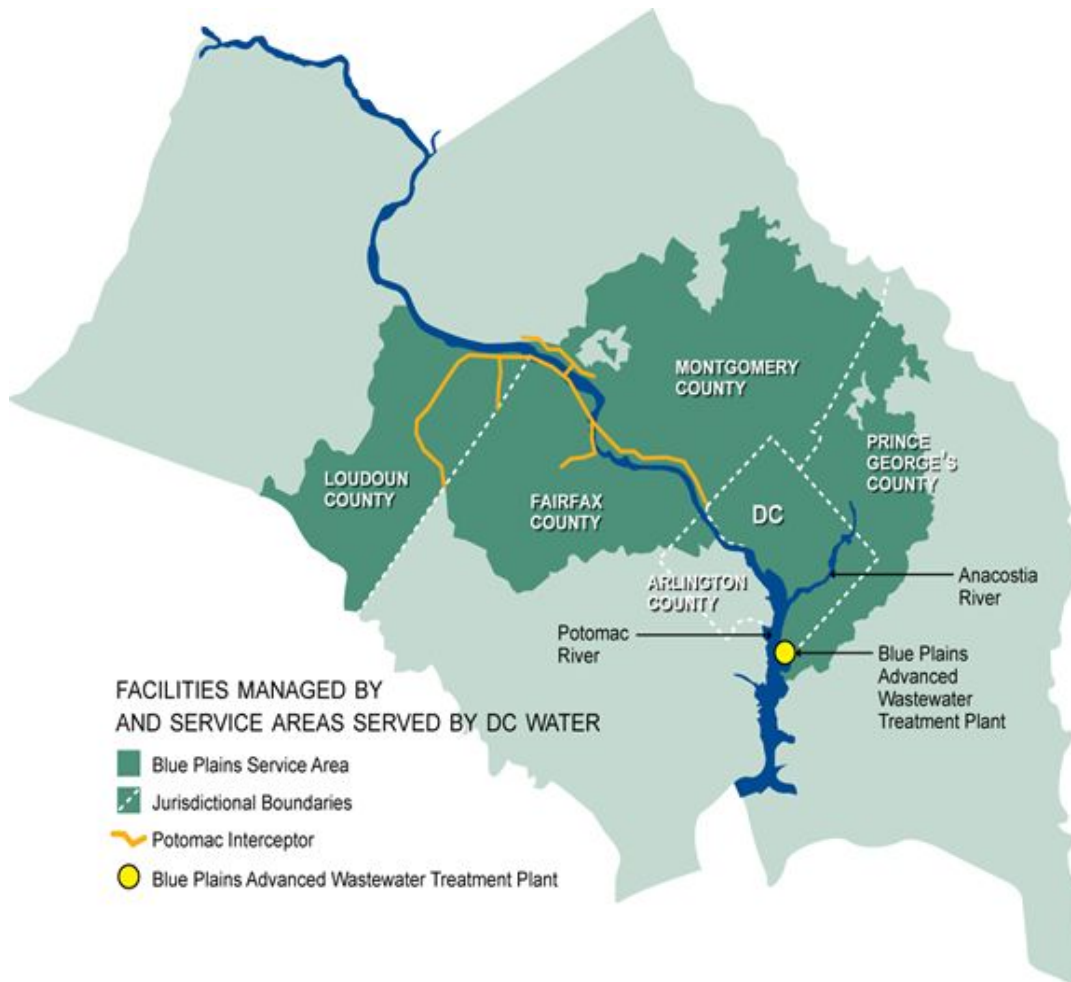 MONTGOMERY
COUNTY
PRINCE
GEORGE'S
COUNTY
LOUDOUN
COUNTY
FAIRFAX
COUNTY
DC
ARLINGTON
COUNTY
Anacostia
River
Potomac
River
Blue Plains
Advanced
Wastewater
Treatment Plant
FACILITIES MANAGED BY
AND SERVICE AREAS SERVED BY DC WATER
Blue Plains Service Area
Jurisdictional Boundaries
Potomac Interceptor
Blue Plains Advanced Wastewater Treatment Plant